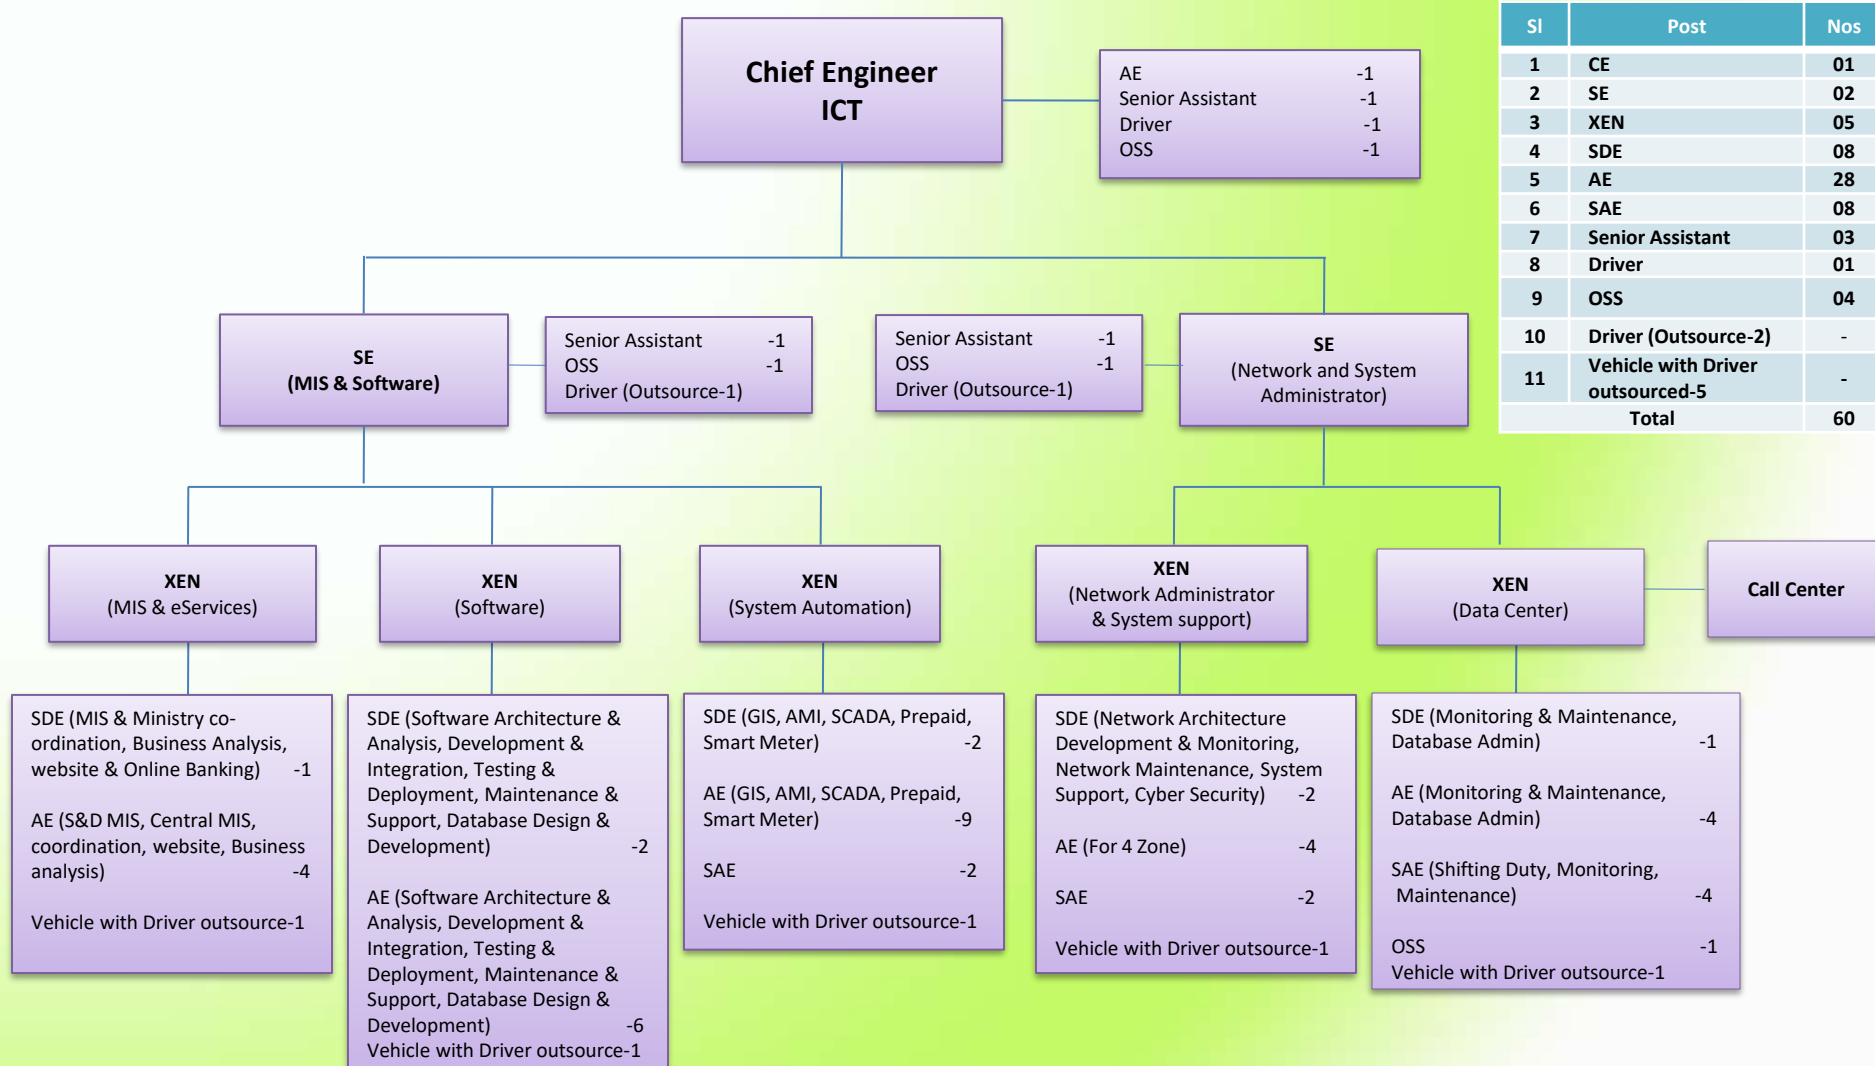 Chief Engineer
ICT
AE -1
Senior Assistant -1
Driver -1
OSS -1
Sl Post Nos
1 CE 01
2 SE 02
3 XEN 05
4 SDE 08
5 AE 28
6 SAE 08
7 Senior Assistant 03
8 Driver 01
9 OSS 04
10 Driver (Outsource-2) -
11 Vehicle with Driver
outsourced-5 -
Total 60
SE
(MIS & Software)
Senior Assistant -1
OSS -1
Driver (Outsource-1)
Senior Assistant -1
OSS -1
Driver (Outsource-1)
SE
(Network and System
Administrator)
XEN
(MIS & eServices)
XEN
(Software)
XEN
(System Automation)
XEN
(Network Administrator
& System support)
XEN
(Data Center)
Call Center
SDE (MIS & Ministry co-
ordination, Business Analysis,
website & Online Banking) -1
AE (S&D MIS, Central MIS,
coordination, website, Business
analysis) -4
Vehicle with Driver outsource-1
SDE (Software Architecture &
Analysis, Development &
Integration, Testing &
Deployment, Maintenance &
Support, Database Design &
Development) -2
AE (Software Architecture &
Analysis, Development &
Integration, Testing &
Deployment, Maintenance &
Support, Database Design &
Development) -6
Vehicle with Driver outsource-1
SDE (GIS, AMI, SCADA, Prepaid,
Smart Meter) -2
AE (GIS, AMI, SCADA, Prepaid,
Smart Meter) -9
SAE -2
Vehicle with Driver outsource-1
SDE (Network Architecture
Development & Monitoring,
Network Maintenance, System
Support, Cyber Security) -2
AE (For 4 Zone) -4
SAE -2
Vehicle with Driver outsource-1
SDE (Monitoring & Maintenance,
Database Admin) -1
AE (Monitoring & Maintenance,
Database Admin) -4
SAE (Shifting Duty, Monitoring,
Maintenance) -4
OSS -1
Vehicle with Driver outsource-1